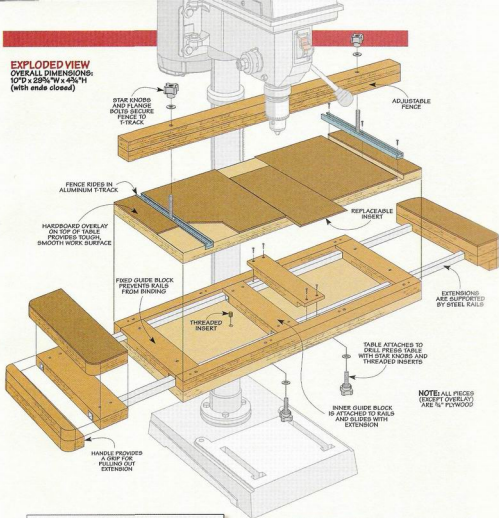 EXPLODED VIEW
OVERALL DIMENSIONS:
10"D x 29¾"W x 4¾"H
(with ends closed)
STAR KNOBS
AND FLANGE
BOLTS SECURE
FENCE TO
T-TRACK
ADJUSTABLE
FENCE
FENCE RIDES IN
ALUMINUM T-TRACK
HARDBOARD OVERLAY
ON TOP OF TABLE
PROVIDES TOUGH,
SMOOTH WORK SURFACE
REPLACEABLE
INSERT
FIXED GUIDE BLOCK
PREVENTS RAILS
FROM BINDING
EXTENSIONS
ARE SUPPORTED
BY STEEL RAILS
THREADED
INSERT
TABLE ATTACHES TO
DRILL PRESS TABLE
WITH STAR KNOBS AND
THREADED INSERTS
NOTE: ALL PIECES
(EXCEPT OVERLAY)
ARE ¾" PLYWOOD
INNER GUIDE BLOCK
IS ATTACHED TO RAILS
AND SLIDES WITH
EXTENSION
HANDLE PROVIDES
A GRIP FOR
PULLING OUT
EXTENSION